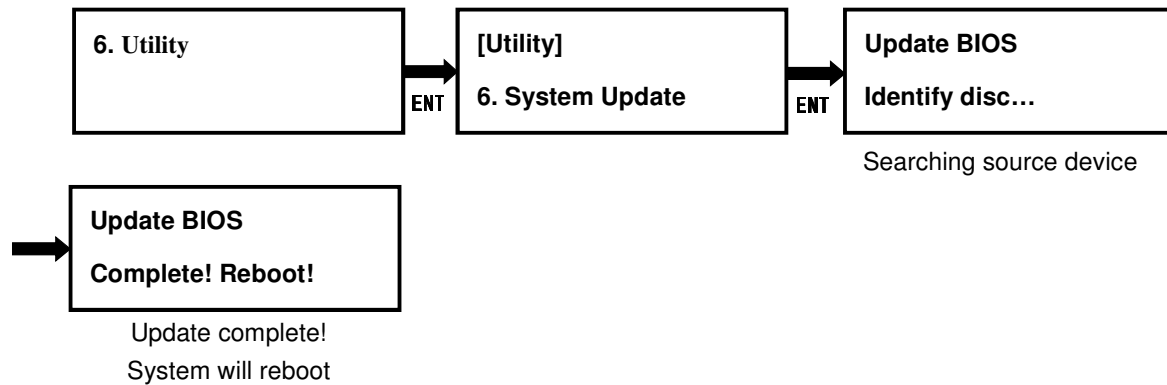 6. Utility
ENT
[Utility]
6. System Update
ENT
Update BIOS
Identify disc…
Searching source device
Update BIOS
Complete! Reboot!
Update complete!
System will reboot